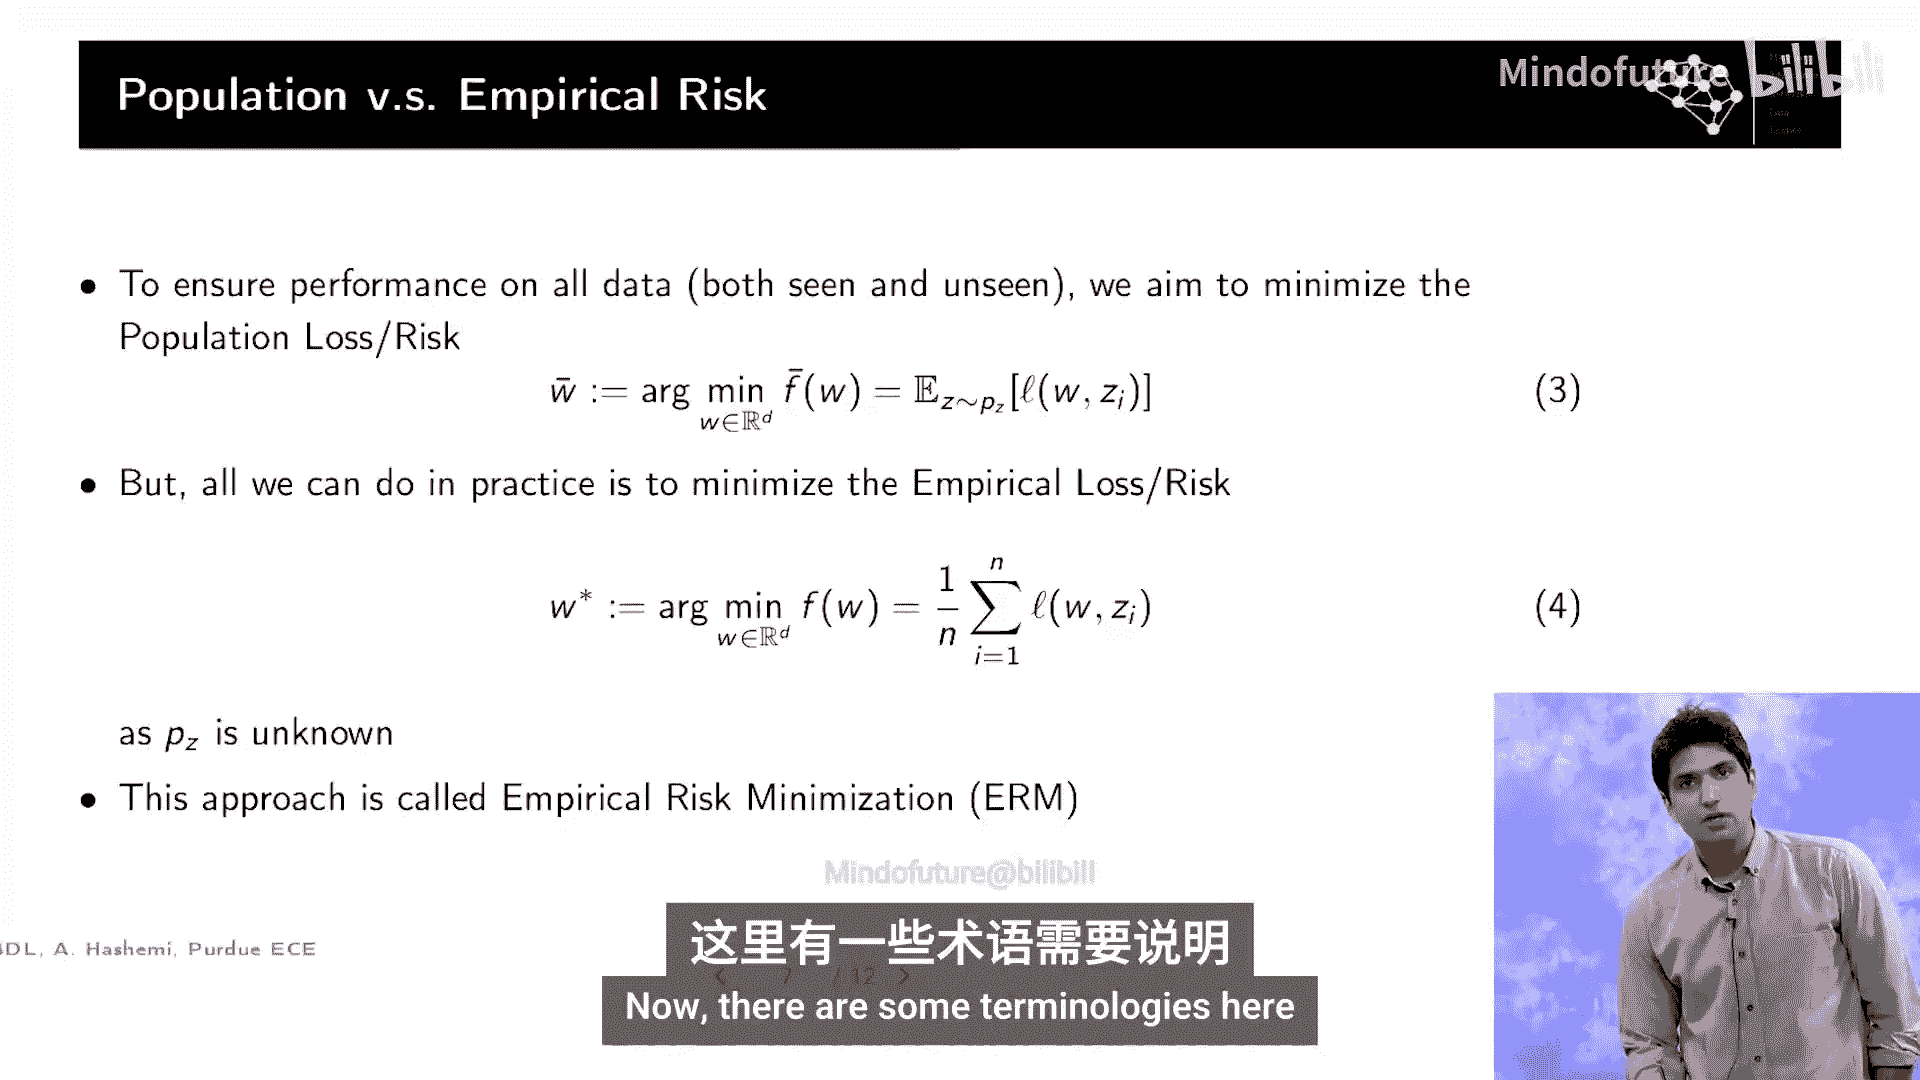 Population v.s. Empirical Risk
Mindofuture
bilibili
• To ensure performance on all data (both seen and unseen), we aim to minimize the
Population Loss/Risk
w̄ := arg min_{w∈ℝ^d} f̄(w) = 𝔼_{z∼p_z}[ℓ(w, z_i)] (3)
• But, all we can do in practice is to minimize the Empirical Loss/Risk
w* := arg min_{w∈ℝ^d} f(w) = 1/n ∑_{i=1}^{n} ℓ(w, z_i) (4)
as p_z is unknown
• This approach is called Empirical Risk Minimization (ERM)
Mindofuture@bilibili
DL, A. Hashemi, Purdue ECE
这里有一些术语需要说明
< 7 / 12 >
Now, there are some terminologies here